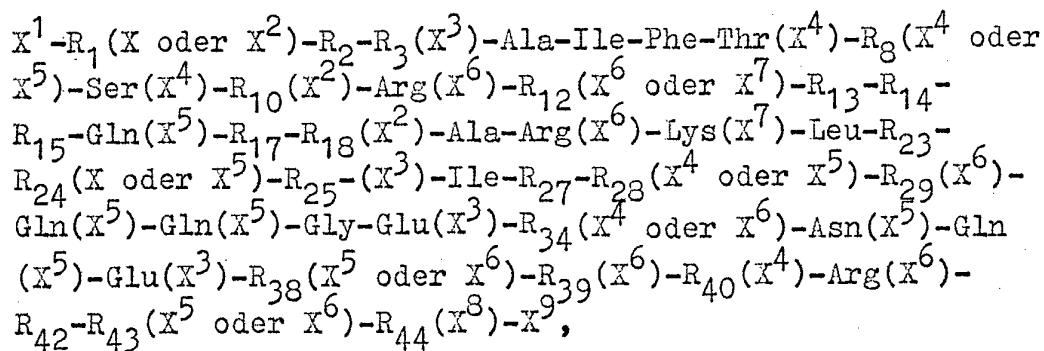 X¹-R₁(X oder X²)-R₂-R₃(X³)-Ala-Ile-Phe-Thr(X⁴)-R₈(X⁴ oder
X⁵)-Ser(X⁴)-R₁₀(X²)-Arg(X⁶)-R₁₂(X⁶ oder X⁷)-R₁₃-R₁₄-
R₁₅-Gln(X⁵)-R₁₇-R₁₈(X²)-Ala-Arg(X⁶)-Lys(X⁷)-Leu-R₂₃-
R₂₄(X oder X⁵)-R₂₅-(X³)-Ile-R₂₇-R₂₈(X⁴ oder X⁵)-R₂₉(X⁶)-
Gln(X⁵)-Gln(X⁵)-Gly-Glu(X³)-R₃₄(X⁴ oder X⁶)-Asn(X⁵)-Gln
(X⁵)-Glu(X³)-R₃₈(X⁵ oder X⁶)-R₃₉(X⁶)-R₄₀(X⁴)-Arg(X⁶)-
R₄₂-R₄₃(X⁵ oder X⁶)-R₄₄(X⁸)-X⁹,